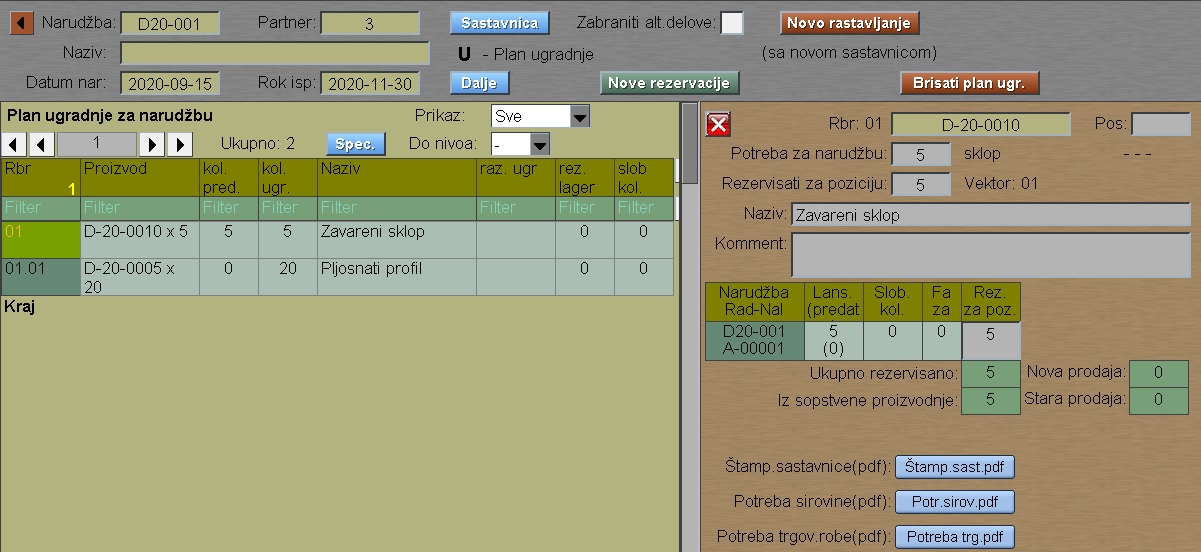 Narudžba: D20-001 Partner: 3 Sastavnica Zabraniti alt.delove: Novo rastavljanje
Naziv: U - Plan ugradnje (sa novom sastavnicom)
Datum nar: 2020-09-15 Rok isp: 2020-11-30 Dalje Nove rezervacije Brisati plan ugr.
Plan ugradnje za narudžbu Prikaz: Sve
1 Ukupno: 2 Spec. Do nivoa: -
Rbr 1 Proizvod kol. pred. kol. ugr. Naziv raz. ugr rez. lager slob kol.
Filter Filter Filter Filter Filter Filter Filter Filter
01 D-20-0010 x 5 5 5 Zavareni sklop 0 0
01.01 D-20-0005 x 20 0 20 Pljosnati profil 0 0
Kraj
Rbr: 01 D-20-0010 Pos:
Potreba za narudžbu: 5 sklop ---
Rezervisati za poziciju: 5 Vektor: 01
Naziv: Zavareni sklop
Komment:
Narudžba Rad-Nal Lans. (predat Slob. kol. Fa za Rez. za poz.
D20-001 A-00001 5 (0) 0 0 5
Ukupno rezervisano: 5 Nova prodaja: 0
Iz sopstvene proizvodnje: 5 Stara prodaja: 0
Štamp.sastavnice(pdf): Štamp.sast.pdf
Potreba sirovine(pdf): Potr.sirov.pdf
Potreba trgov.robe(pdf): Potreba trg.pdf